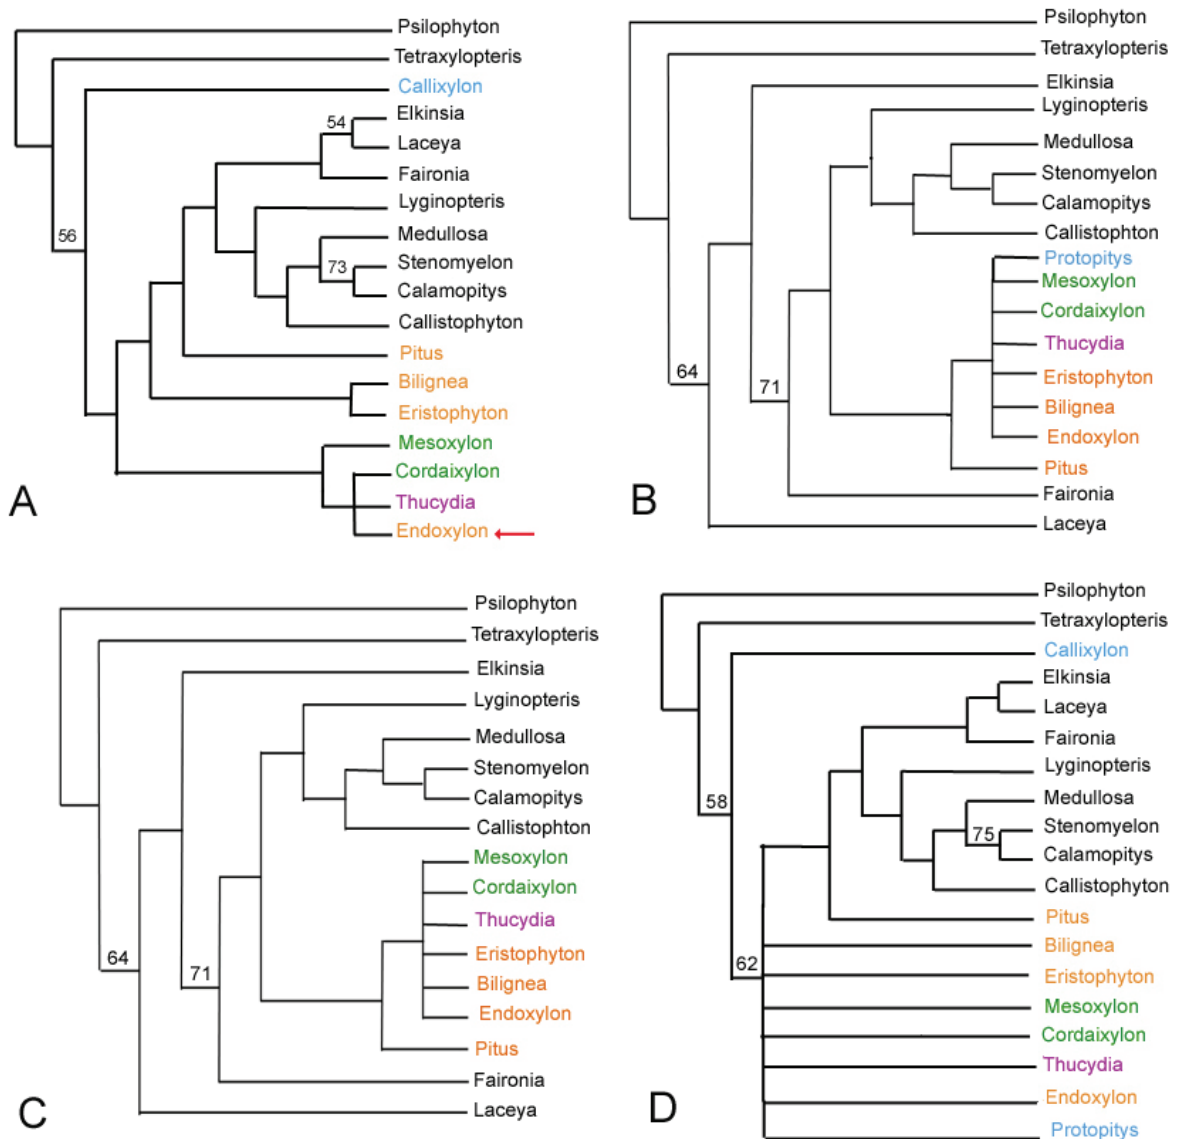 Psilophyton
Tetraxylopteris
Callixylon
Elkinsia
54
Laceya
Faironia
Lyginopteris
56
Medullosa
73
Stenomyelon
Calamopitys
Callistophyton
Pitus
Bilignea
Eristophyton
Mesoxylon
Cordaixylon
Thucydia
Endoxylon
A
Psilophyton
Tetraxylopteris
Elkinsia
Lyginopteris
Medullosa
Stenomyelon
Calamopitys
Callistophton
Protopitys
Mesoxylon
Cordaixylon
Thucydia
64
71
Eristophyton
Bilignea
Endoxylon
Pitus
Faironia
Laceya
B
Psilophyton
Tetraxylopteris
Elkinsia
Lyginopteris
Medullosa
Stenomyelon
Calamopitys
Callistophton
Mesoxylon
Cordaixylon
Thucydia
Eristophyton
64
71
Bilignea
Endoxylon
Pitus
Faironia
Laceya
C
Psilophyton
Tetraxylopteris
Callixylon
Elkinsia
Laceya
Faironia
Lyginopteris
58
Medullosa
75
Stenomyelon
Calamopitys
Callistophyton
Pitus
Bilignea
62
Eristophyton
Mesoxylon
Cordaixylon
Thucydia
Endoxylon
Protopitys
D